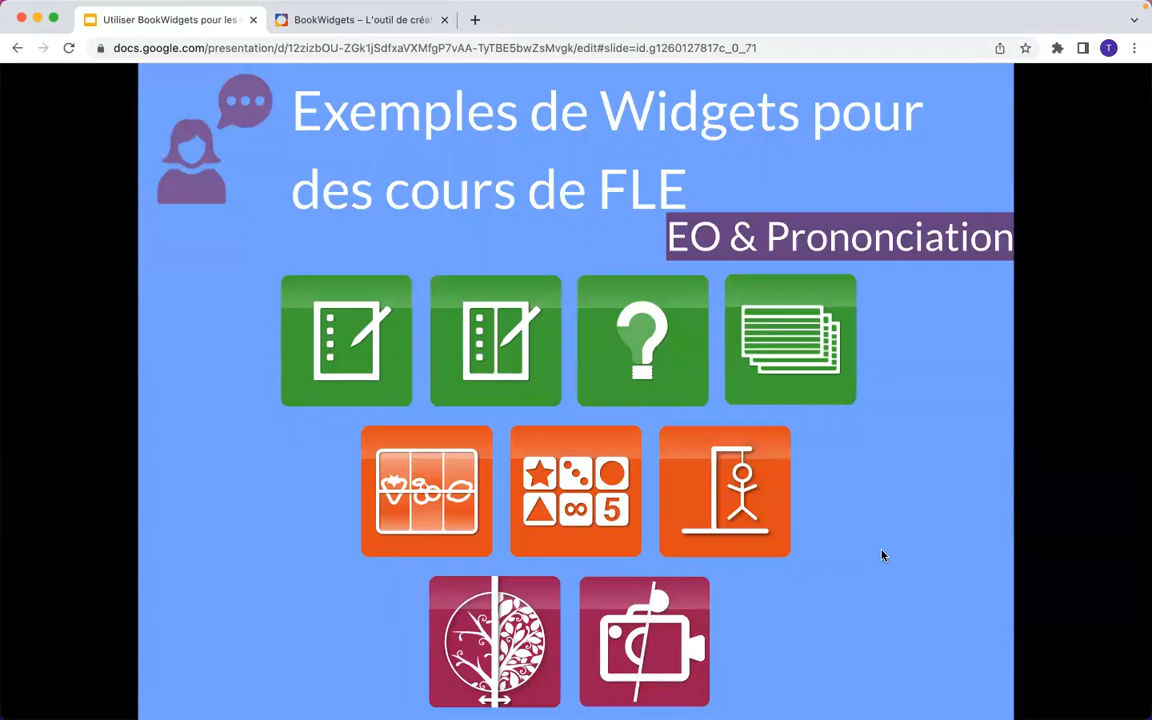 Utiliser BookWidgets pour les
BookWidgets – L'outil de créa
docs.google.com/presentation/d/12zizbOU-ZGk1jSdfxaVXMfgP7vAA-TyTBE5bwZsMvgk/edit#slide=id.g1260127817c_0_71
T
Exemples de Widgets pour
des cours de FLE
EO & Prononciation
5